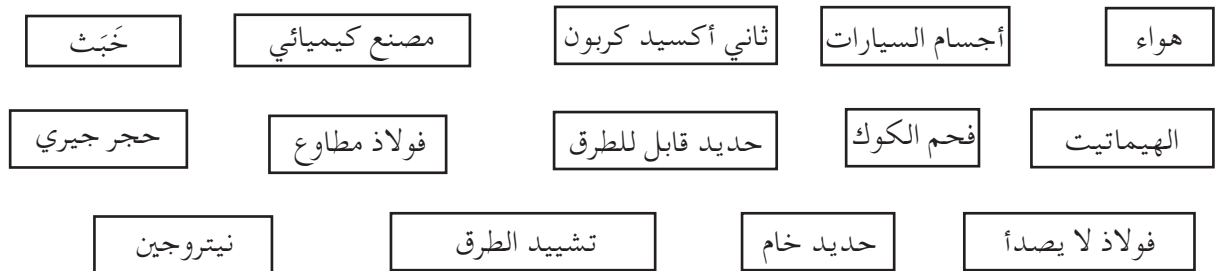 هواء أجسام السيارات ثاني أكسيد كربون مصنع كيميائي خَبَث
الهيماتيت فحم الكوك حديد قابل للطرق فولاذ مطاوع حجر جيري
فولاذ لا يصدأ حديد خام تشييد الطرق نيتروجين